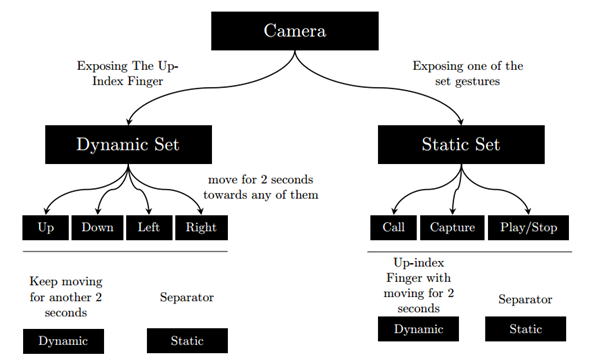 Camera
Exposing The Up-
Index Finger
Exposing one of the
set gestures
Dynamic Set
Static Set
move for 2 seconds
towards any of them
Up
Down
Left
Right
Call
Capture
Play/Stop
Keep moving
for another 2
seconds
Separator
Up-index
Finger with
moving for 2
seconds
Separator
Dynamic
Static
Dynamic
Static